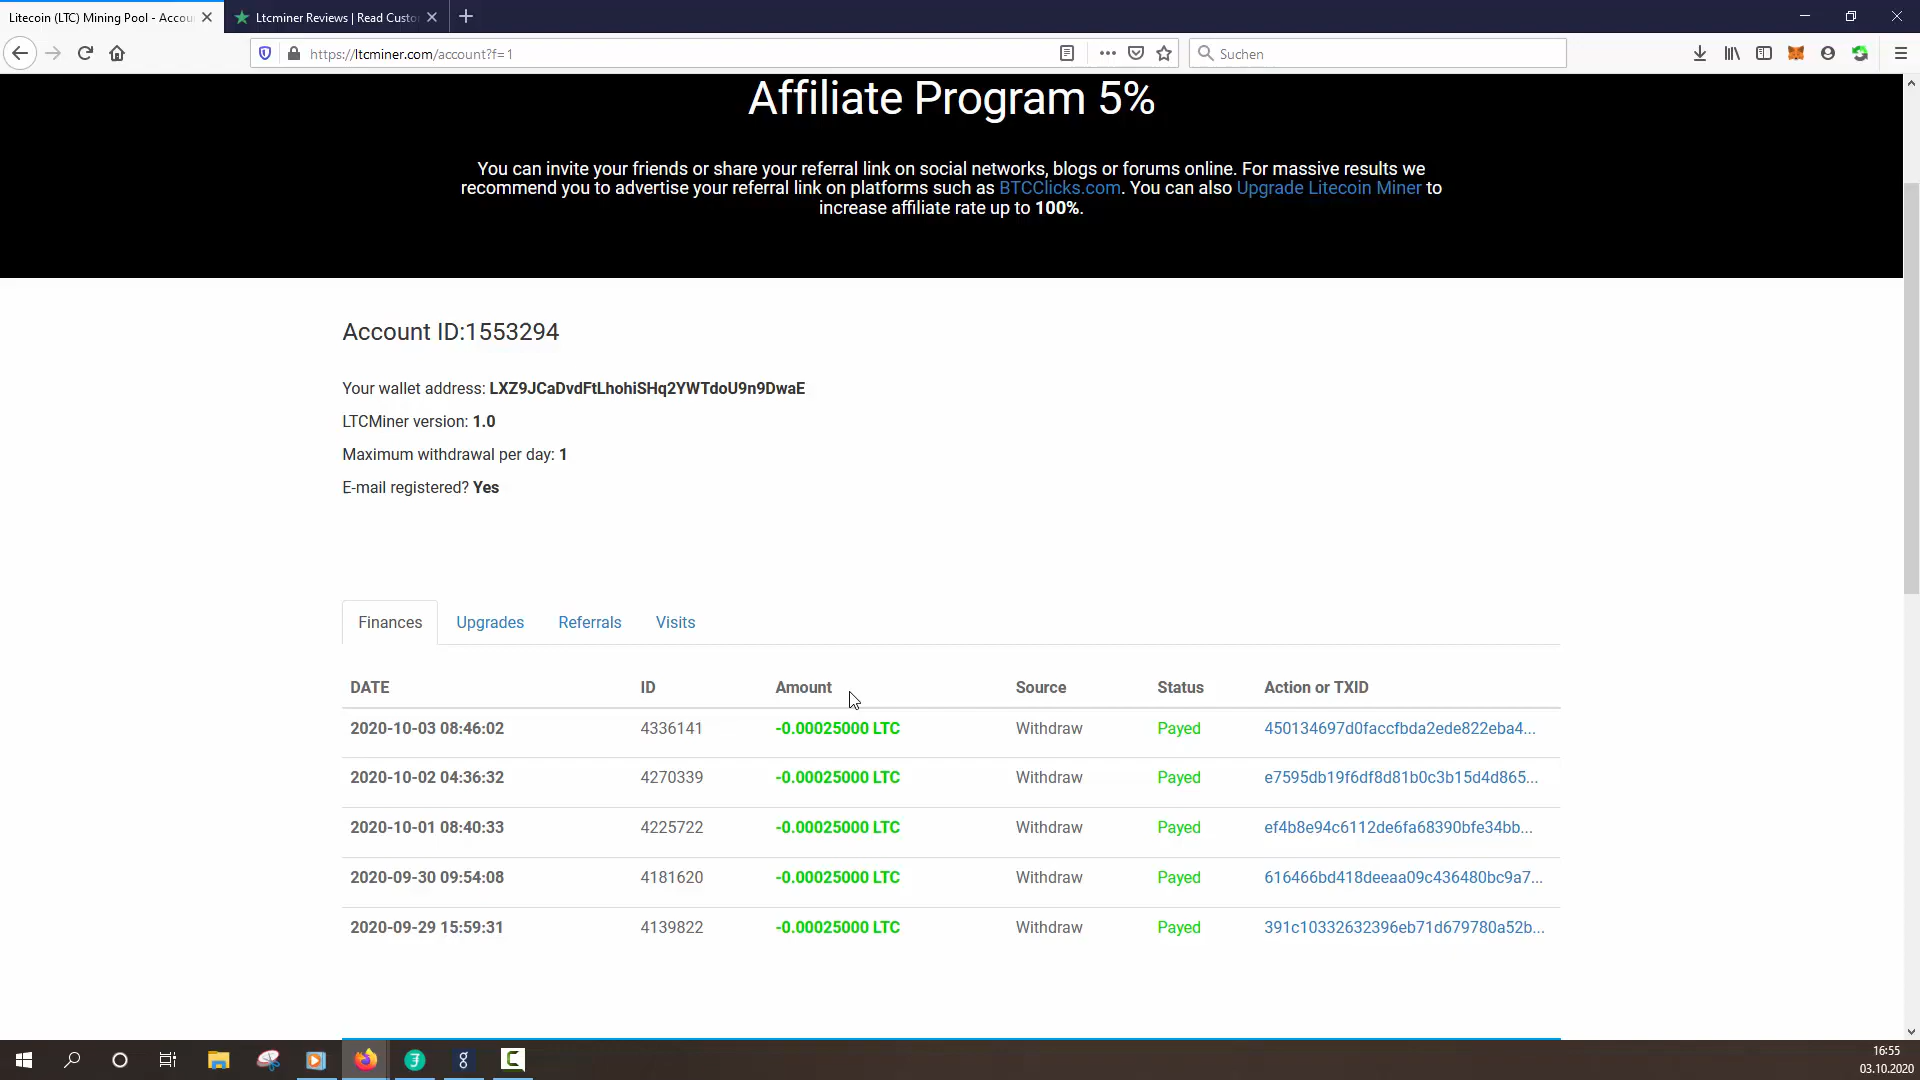 Litecoin (LTC) Mining Pool - Accou
Ltcminer Reviews | Read Custo
https://ltcminer.com/account?f=1
Suchen
Affiliate Program 5%
You can invite your friends or share your referral link on social networks, blogs or forums online. For massive results we
recommend you to advertise your referral link on platforms such as BTCClicks.com. You can also Upgrade Litecoin Miner to
increase affiliate rate up to 100%.
Account ID:1553294
Your wallet address: LXZ9JCaDvdFtLhohiSHq2YWTdoU9n9DwaE
LTCMiner version: 1.0
Maximum withdrawal per day: 1
E-mail registered? Yes
Finances Upgrades Referrals Visits
DATE ID Amount Source Status Action or TXID
2020-10-03 08:46:02 4336141 -0.00025000 LTC Withdraw Payed 450134697d0faccfbda2ede822eba4...
2020-10-02 04:36:32 4270339 -0.00025000 LTC Withdraw Payed e7595db19f6df8d81b0c3b15d4d865...
2020-10-01 08:40:33 4225722 -0.00025000 LTC Withdraw Payed ef4b8e94c6112de6fa68390bfe34bb...
2020-09-30 09:54:08 4181620 -0.00025000 LTC Withdraw Payed 616466bd418deeaa09c436480bc9a7...
2020-09-29 15:59:31 4139822 -0.00025000 LTC Withdraw Payed 391c10332632396eb71d679780a52b...
16:55
03.10.2020